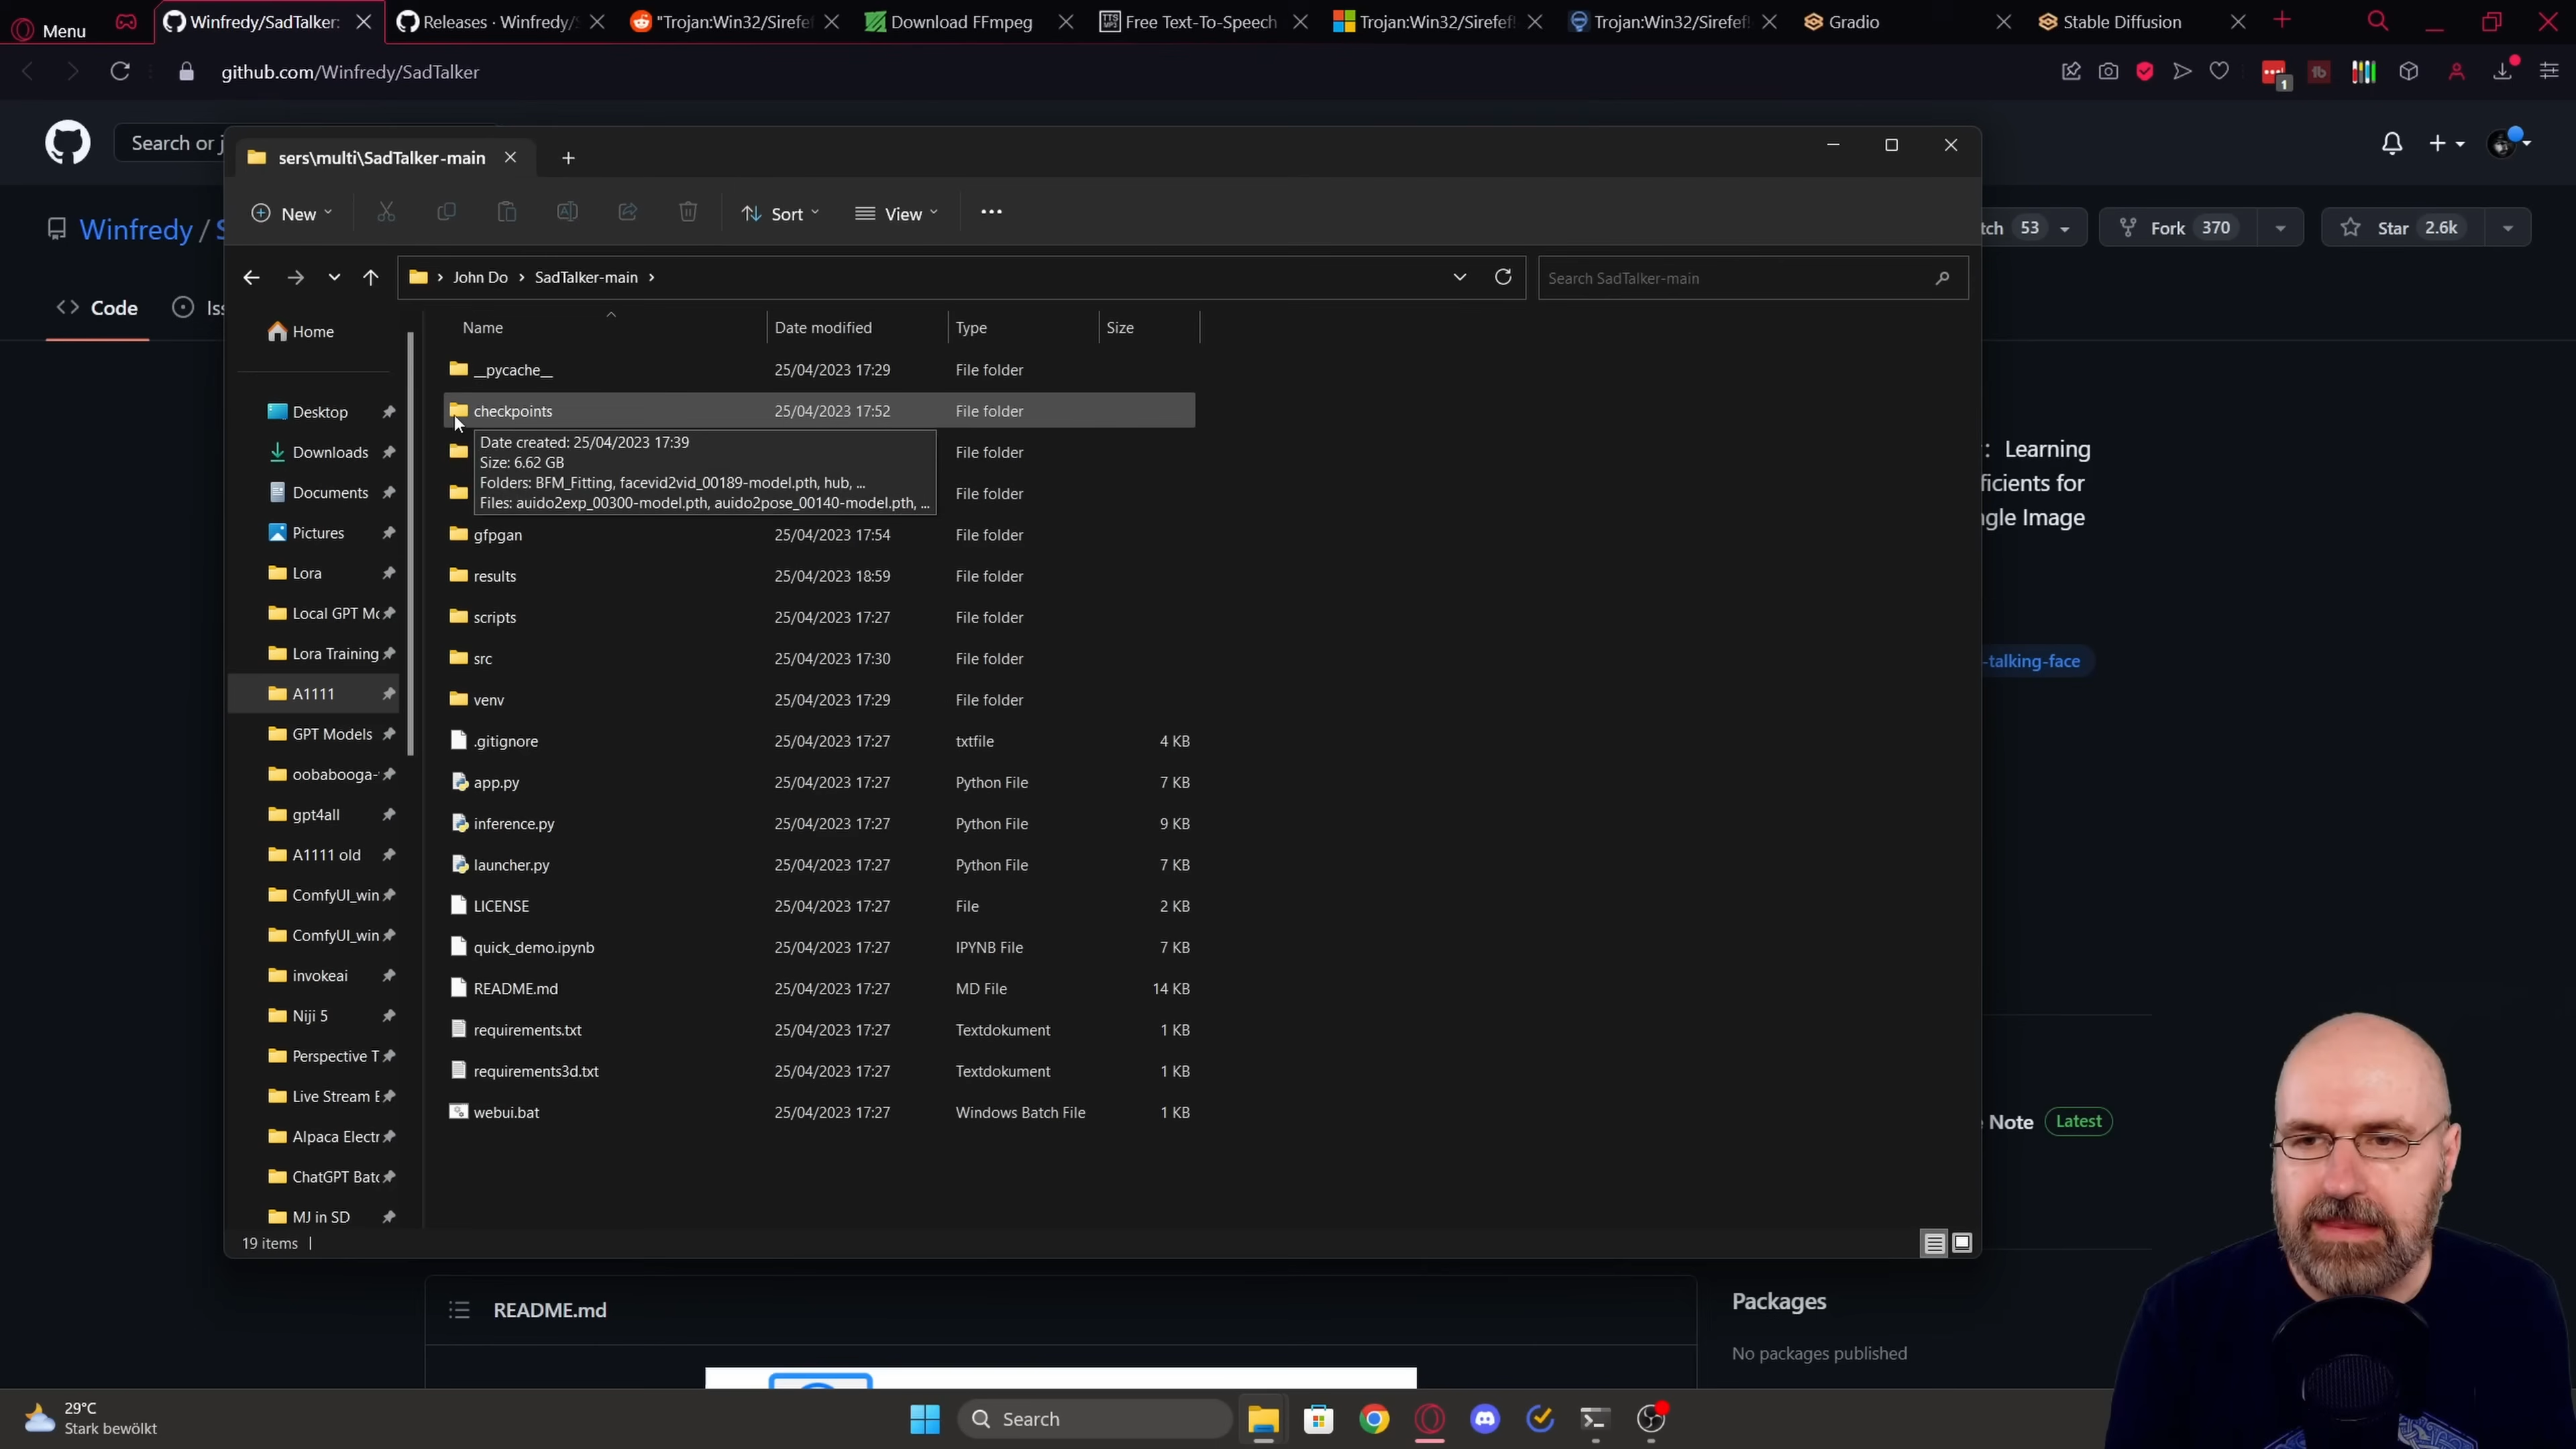 Menu
Winfredy/SadTalker:
Releases · Winfredy/
"Trojan:Win32/Sirefef
Download FFmpeg
Free Text-To-Speech
Trojan:Win32/Sirefef!
Trojan:Win32/Sirefef!
Gradio
Stable Diffusion
github.com/Winfredy/SadTalker
1
Search or j
sers\multi\SadTalker-main
New
Sort
View
Winfredy / S
tch 53
Fork 370
Star 2.6k
John Do
SadTalker-main
Search SadTalker-main
Code
Iss
Name
Date modified
Type
Size
Home
Desktop
Downloads
Documents
Pictures
Lora
Local GPT Mo
Lora Training
A1111
GPT Models
oobabooga-
gpt4all
A1111 old
ComfyUI_win
ComfyUI_win
invokeai
Niji 5
Perspective T
Live Stream E
Alpaca Electr
ChatGPT Batc
MJ in SD
__pycache__ 25/04/2023 17:29 File folder
checkpoints 25/04/2023 17:52 File folder
Date created: 25/04/2023 17:39
Size: 6.62 GB
Folders: BFM_Fitting, facevid2vid_00189-model.pth, hub, ...
Files: auido2exp_00300-model.pth, auido2pose_00140-model.pth, ...
File folder
File folder
gfpgan 25/04/2023 17:54 File folder
results 25/04/2023 18:59 File folder
scripts 25/04/2023 17:27 File folder
src 25/04/2023 17:30 File folder
venv 25/04/2023 17:29 File folder
.gitignore 25/04/2023 17:27 txtfile 4 KB
app.py 25/04/2023 17:27 Python File 7 KB
inference.py 25/04/2023 17:27 Python File 9 KB
launcher.py 25/04/2023 17:27 Python File 7 KB
LICENSE 25/04/2023 17:27 File 2 KB
quick_demo.ipynb 25/04/2023 17:27 IPYNB File 7 KB
README.md 25/04/2023 17:27 MD File 14 KB
requirements.txt 25/04/2023 17:27 Textdokument 1 KB
requirements3d.txt 25/04/2023 17:27 Textdokument 1 KB
webui.bat 25/04/2023 17:27 Windows Batch File 1 KB
19 items
: Learning
ficients for
ngle Image
-talking-face
Note Latest
README.md
Packages
No packages published
29°C
Stark bewölkt
Search